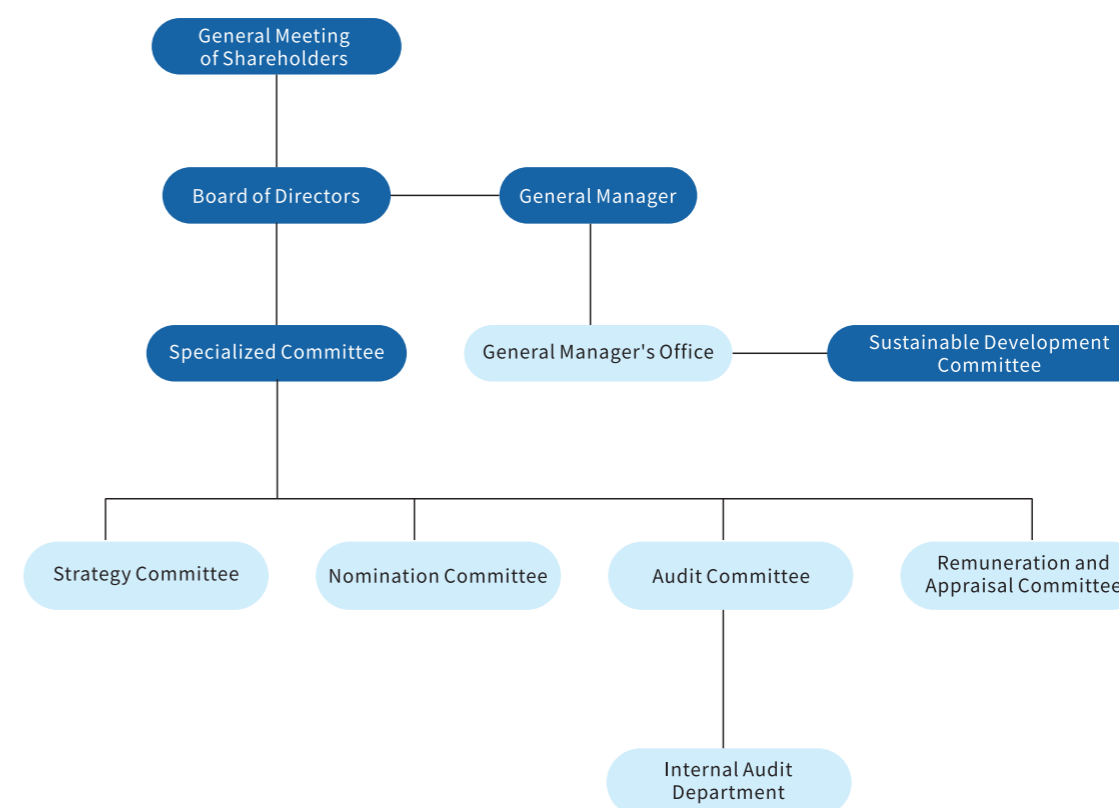 General Meeting
of Shareholders
Board of Directors
General Manager
Specialized Committee
General Manager's Office
Sustainable Development
Committee
Strategy Committee
Nomination Committee
Audit Committee
Remuneration and
Appraisal Committee
Internal Audit
Department